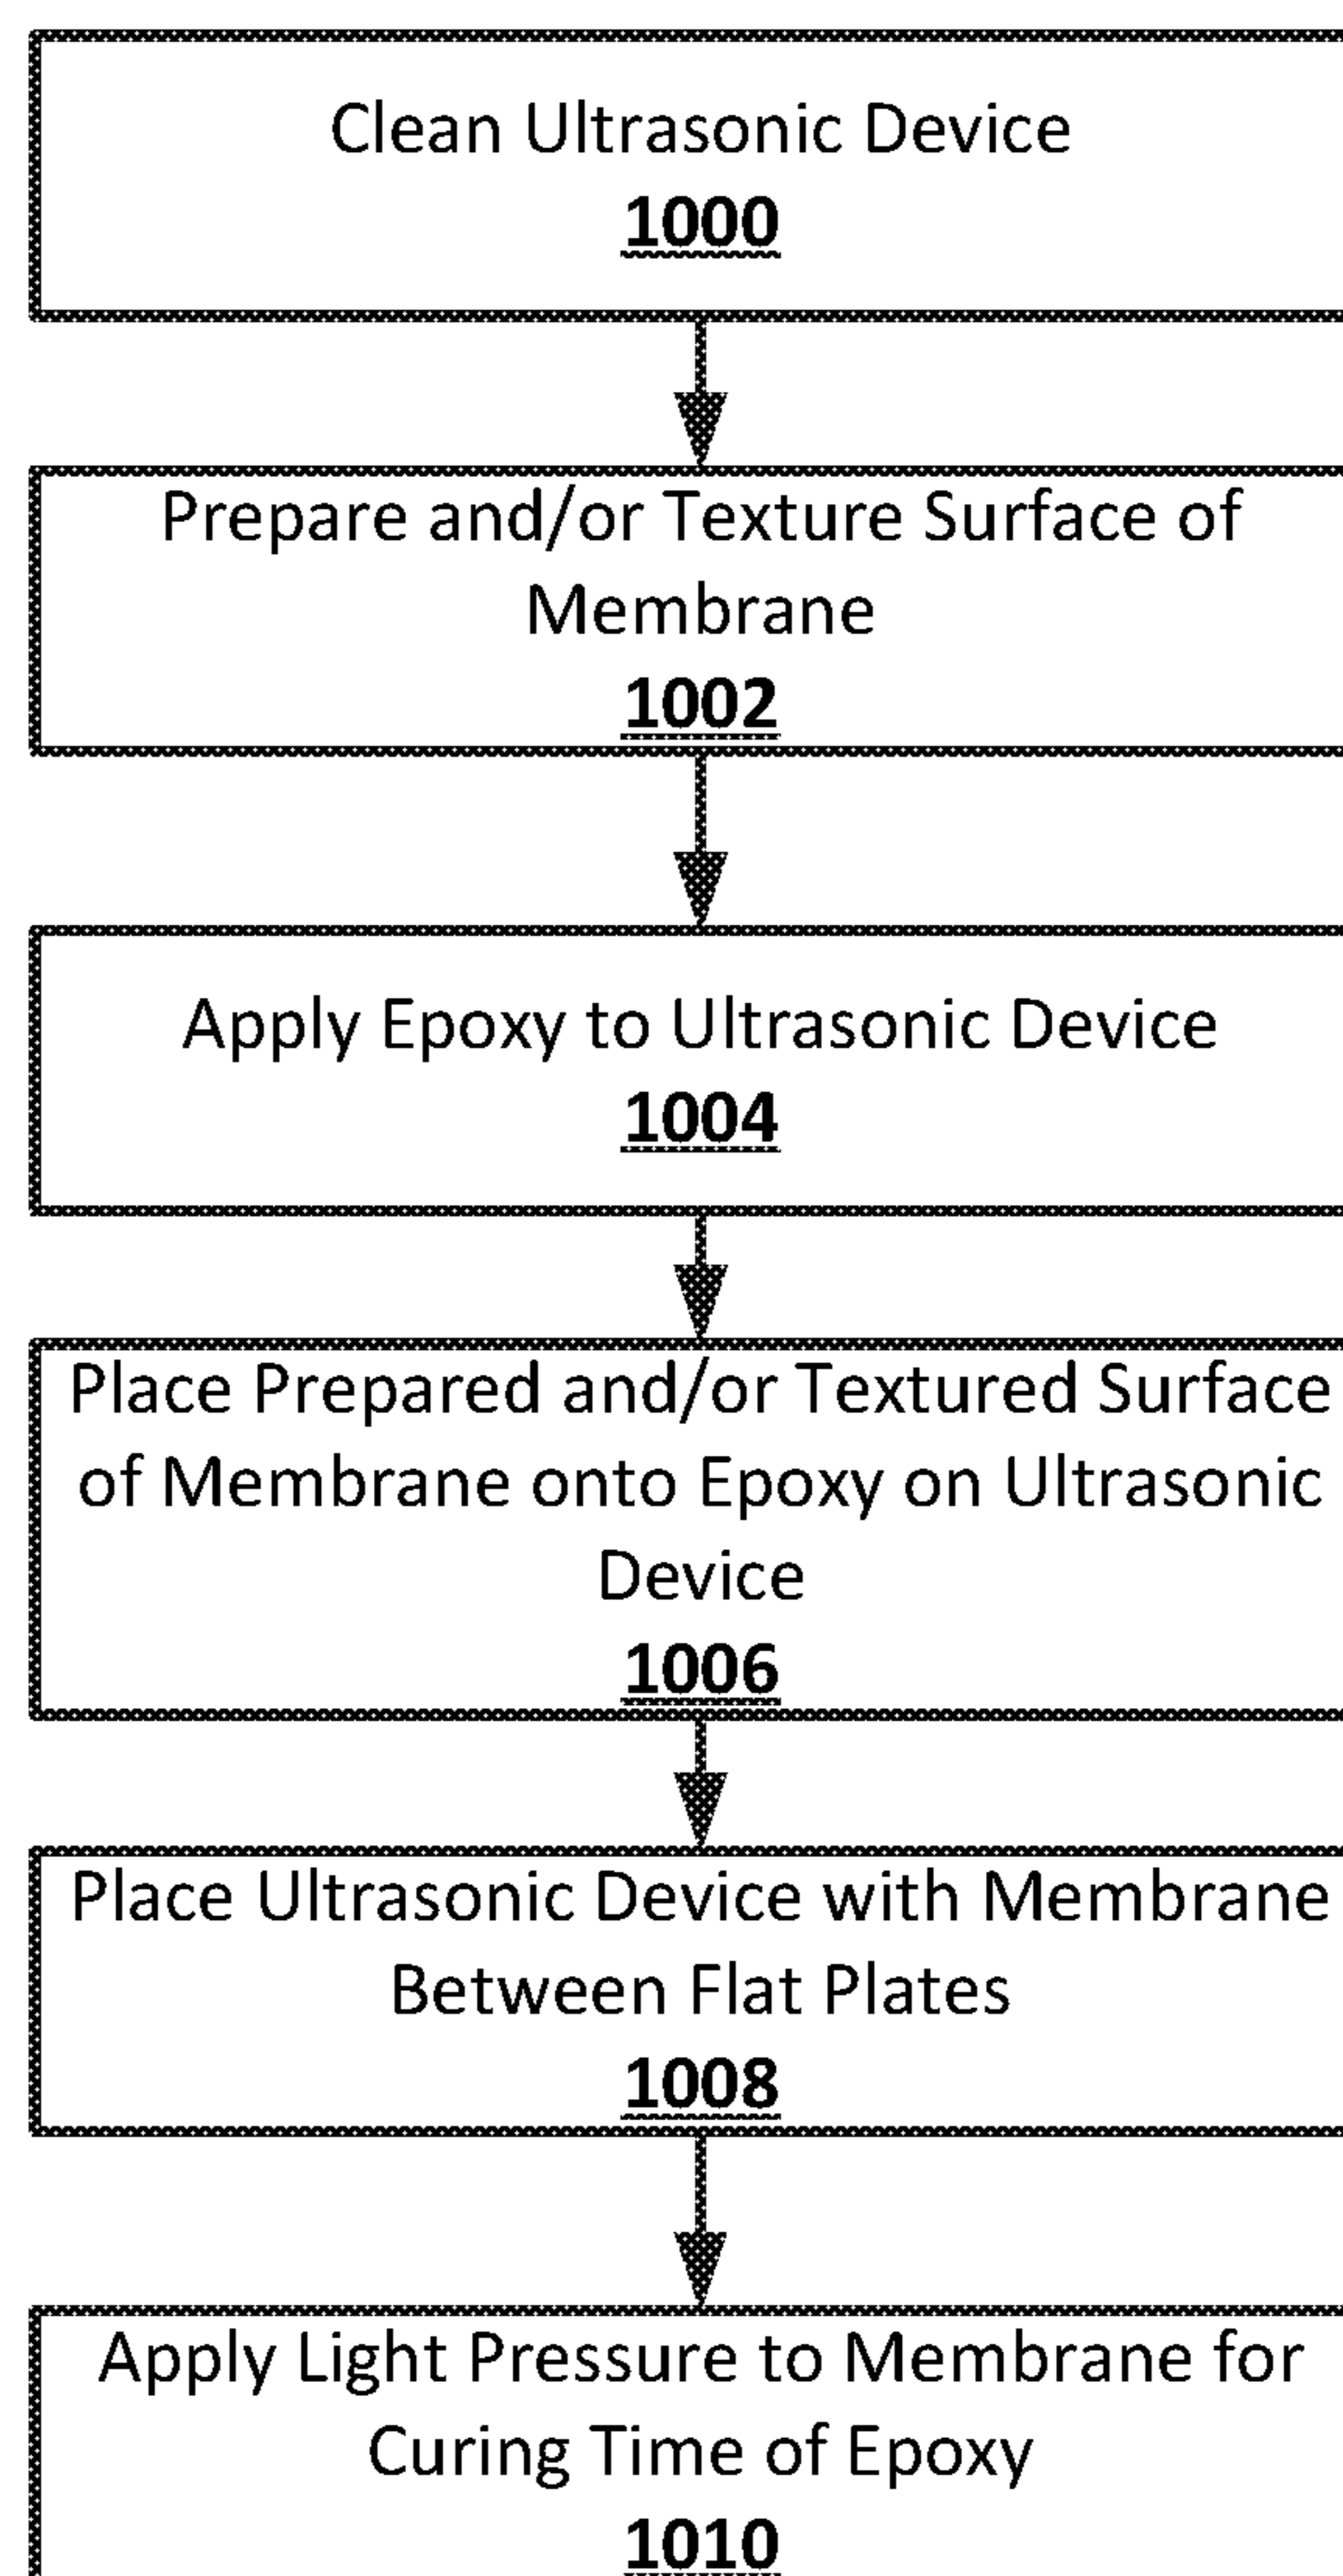 Clean Ultrasonic Device
1000
Prepare and/or Texture Surface of
Membrane
1002
Apply Epoxy to Ultrasonic Device
1004
Place Prepared and/or Textured Surface
of Membrane onto Epoxy on Ultrasonic
Device
1006
Place Ultrasonic Device with Membrane
Between Flat Plates
1008
Apply Light Pressure to Membrane for
Curing Time of Epoxy
1010